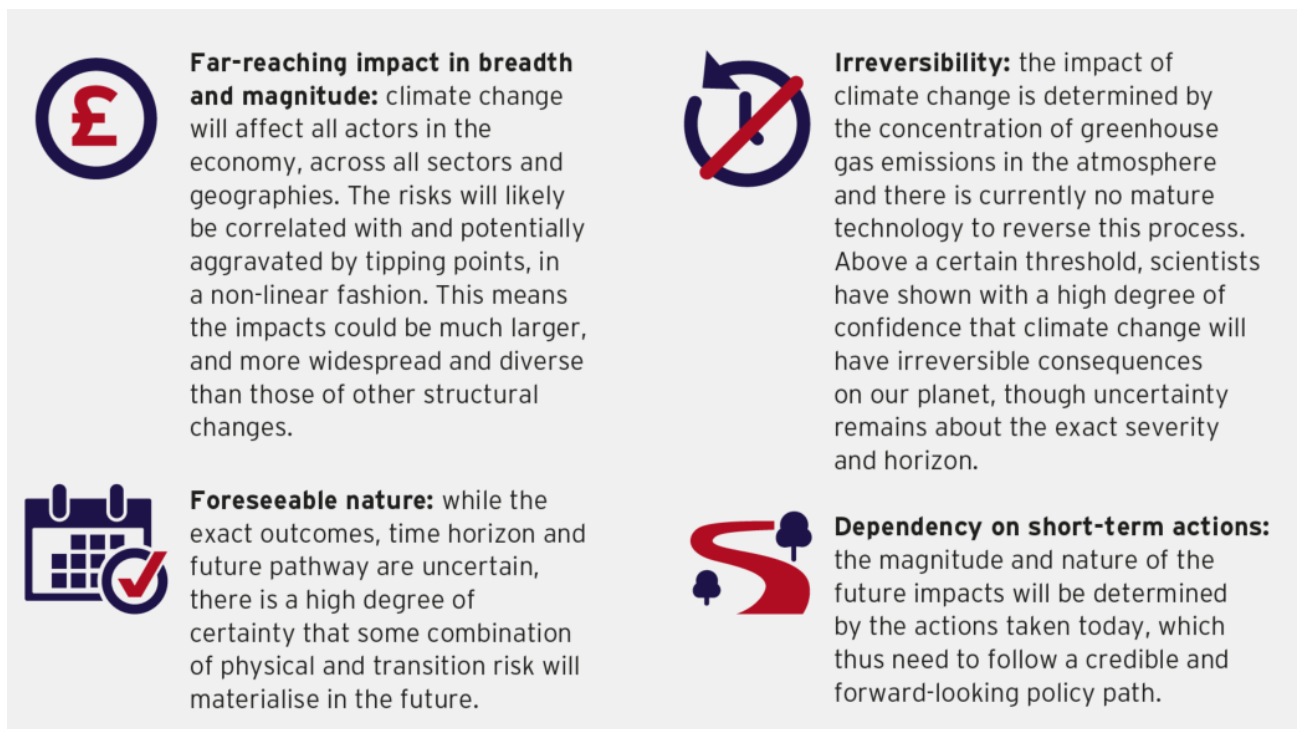 £
Far-reaching impact in breadth
and magnitude: climate change
will affect all actors in the
economy, across all sectors and
geographies. The risks will likely
be correlated with and potentially
aggravated by tipping points, in
a non-linear fashion. This means
the impacts could be much larger,
and more widespread and diverse
than those of other structural
changes.
Foreseeable nature: while the
exact outcomes, time horizon and
future pathway are uncertain,
there is a high degree of
certainty that some combination
of physical and transition risk will
materialise in the future.
Irreversibility: the impact of
climate change is determined by
the concentration of greenhouse
gas emissions in the atmosphere
and there is currently no mature
technology to reverse this process.
Above a certain threshold, scientists
have shown with a high degree of
confidence that climate change will
have irreversible consequences
on our planet, though uncertainty
remains about the exact severity
and horizon.
Dependency on short-term actions:
the magnitude and nature of the
future impacts will be determined
by the actions taken today, which
thus need to follow a credible and
forward-looking policy path.